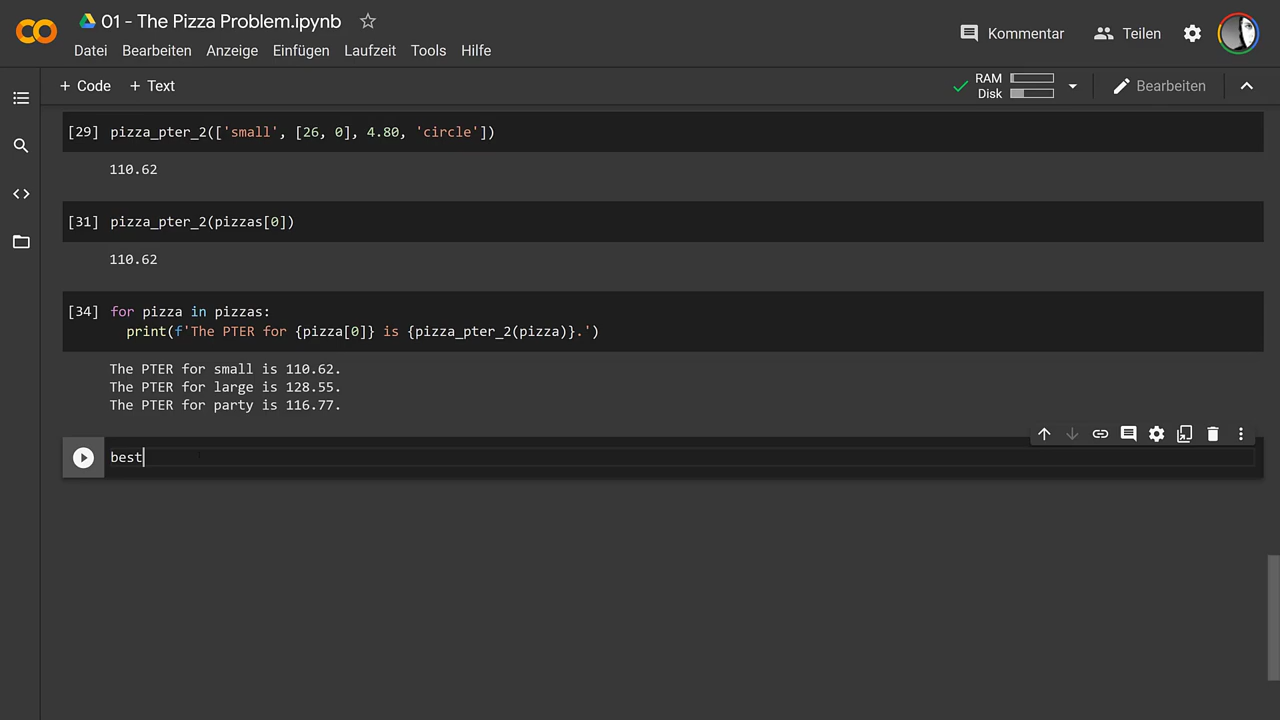 01 - The Pizza Problem.ipynb
Datei Bearbeiten Anzeige Einfügen Laufzeit Tools Hilfe
Kommentar Teilen
+ Code + Text
RAM
Disk
Bearbeiten
[29] pizza_pter_2(['small', [26, 0], 4.80, 'circle'])
110.62
[31] pizza_pter_2(pizzas[0])
110.62
[34] for pizza in pizzas:
print(f'The PTER for {pizza[0]} is {pizza_pter_2(pizza)}.')
The PTER for small is 110.62.
The PTER for large is 128.55.
The PTER for party is 116.77.
best